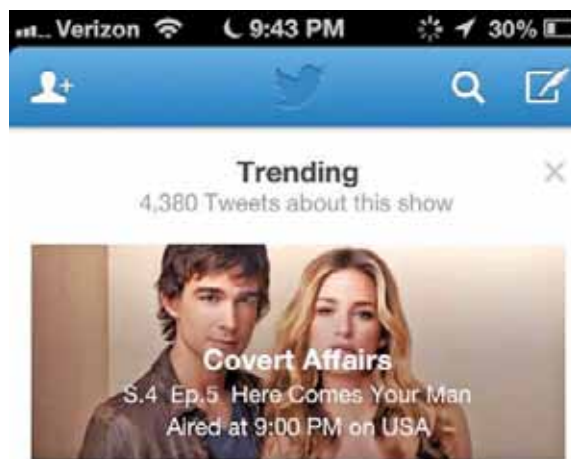 Verizon 9:43 PM 30%
Trending
4,380 Tweets about this show
Covert Affairs
S.4 Ep.5 Here Comes Your Man
Aired at 9:00 PM on USA